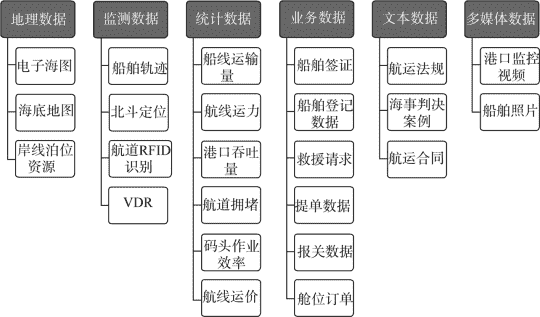 地理数据
电子海图
海底地图
岸线泊位
资源
监测数据
船舶轨迹
北斗定位
航道RFID
识别
VDR
统计数据
船线运输
量
航线运力
港口吞吐
量
航道拥堵
码头作业
效率
航线运价
业务数据
船舶签证
船舶登记
数据
救援请求
提单数据
报关数据
舱位订单
文本数据
航运法规
海事判决
案例
航运合同
多媒体数据
港口监控
视频
船舶照片